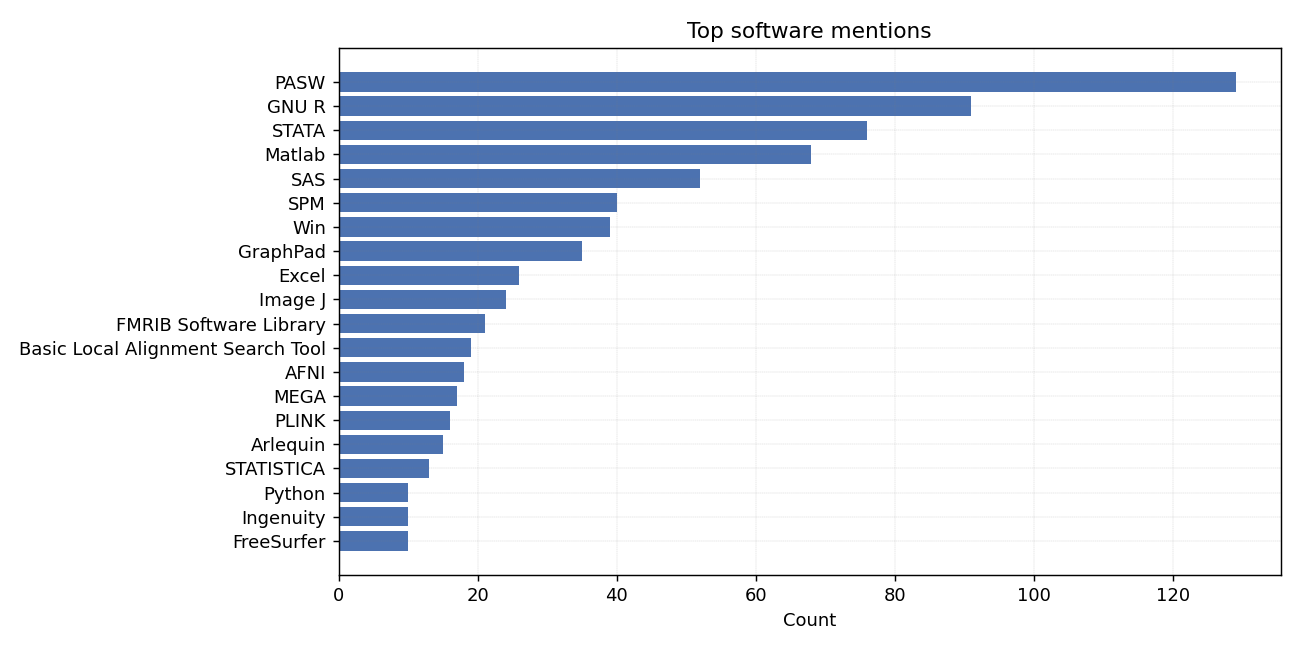 Top software mentions
PASW
GNU R
STATA
Matlab
SAS
SPM
Win
GraphPad
Excel
Image J
FMRIB Software Library
Basic Local Alignment Search Tool
AFNI
MEGA
PLINK
Arlequin
STATISTICA
Python
Ingenuity
FreeSurfer
0 20 40 60 80 100 120
Count